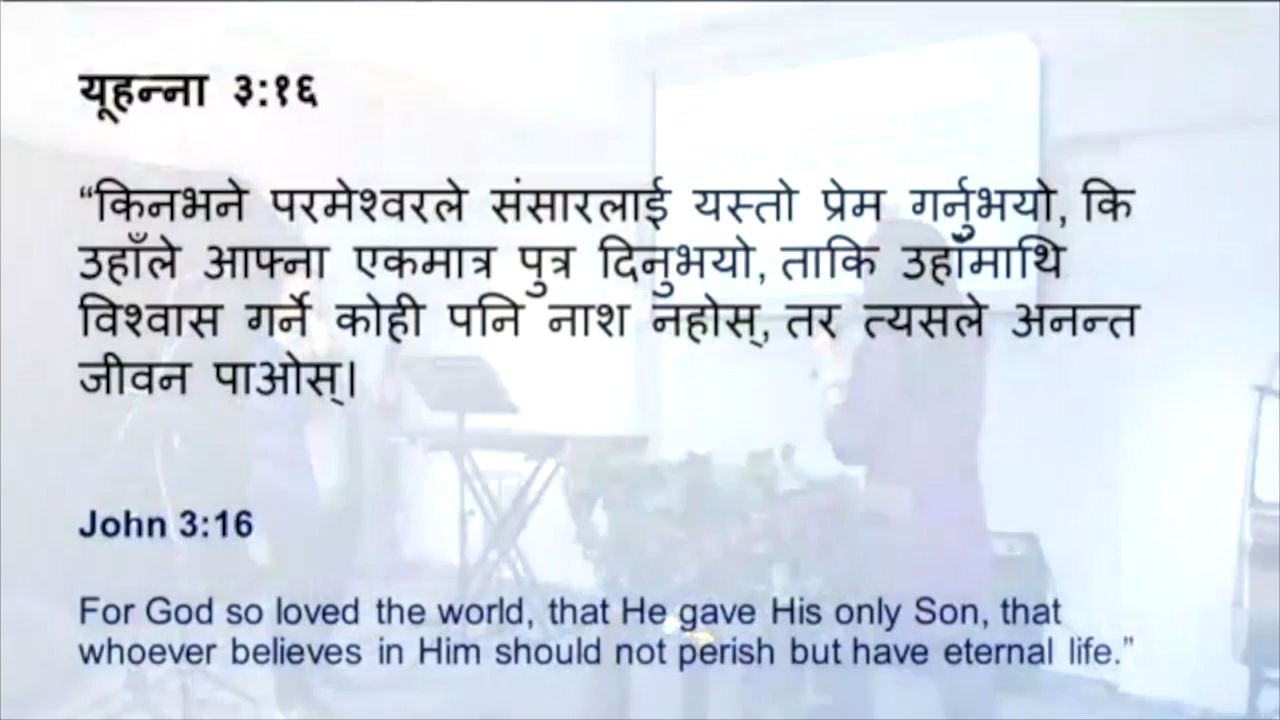 यूहन्ना ३:१६
“किनभने परमेश्वरले संसारलाई यस्तो प्रेम गर्नुभयो, कि
उहाँले आफ्ना एकमात्र पुत्र दिनुभयो, ताकि उहाँमाथि
विश्वास गर्ने कोही पनि नाश नहोस्, तर त्यसले अनन्त
जीवन पाओस्।
John 3:16
For God so loved the world, that He gave His only Son, that
whoever believes in Him should not perish but have eternal life.”